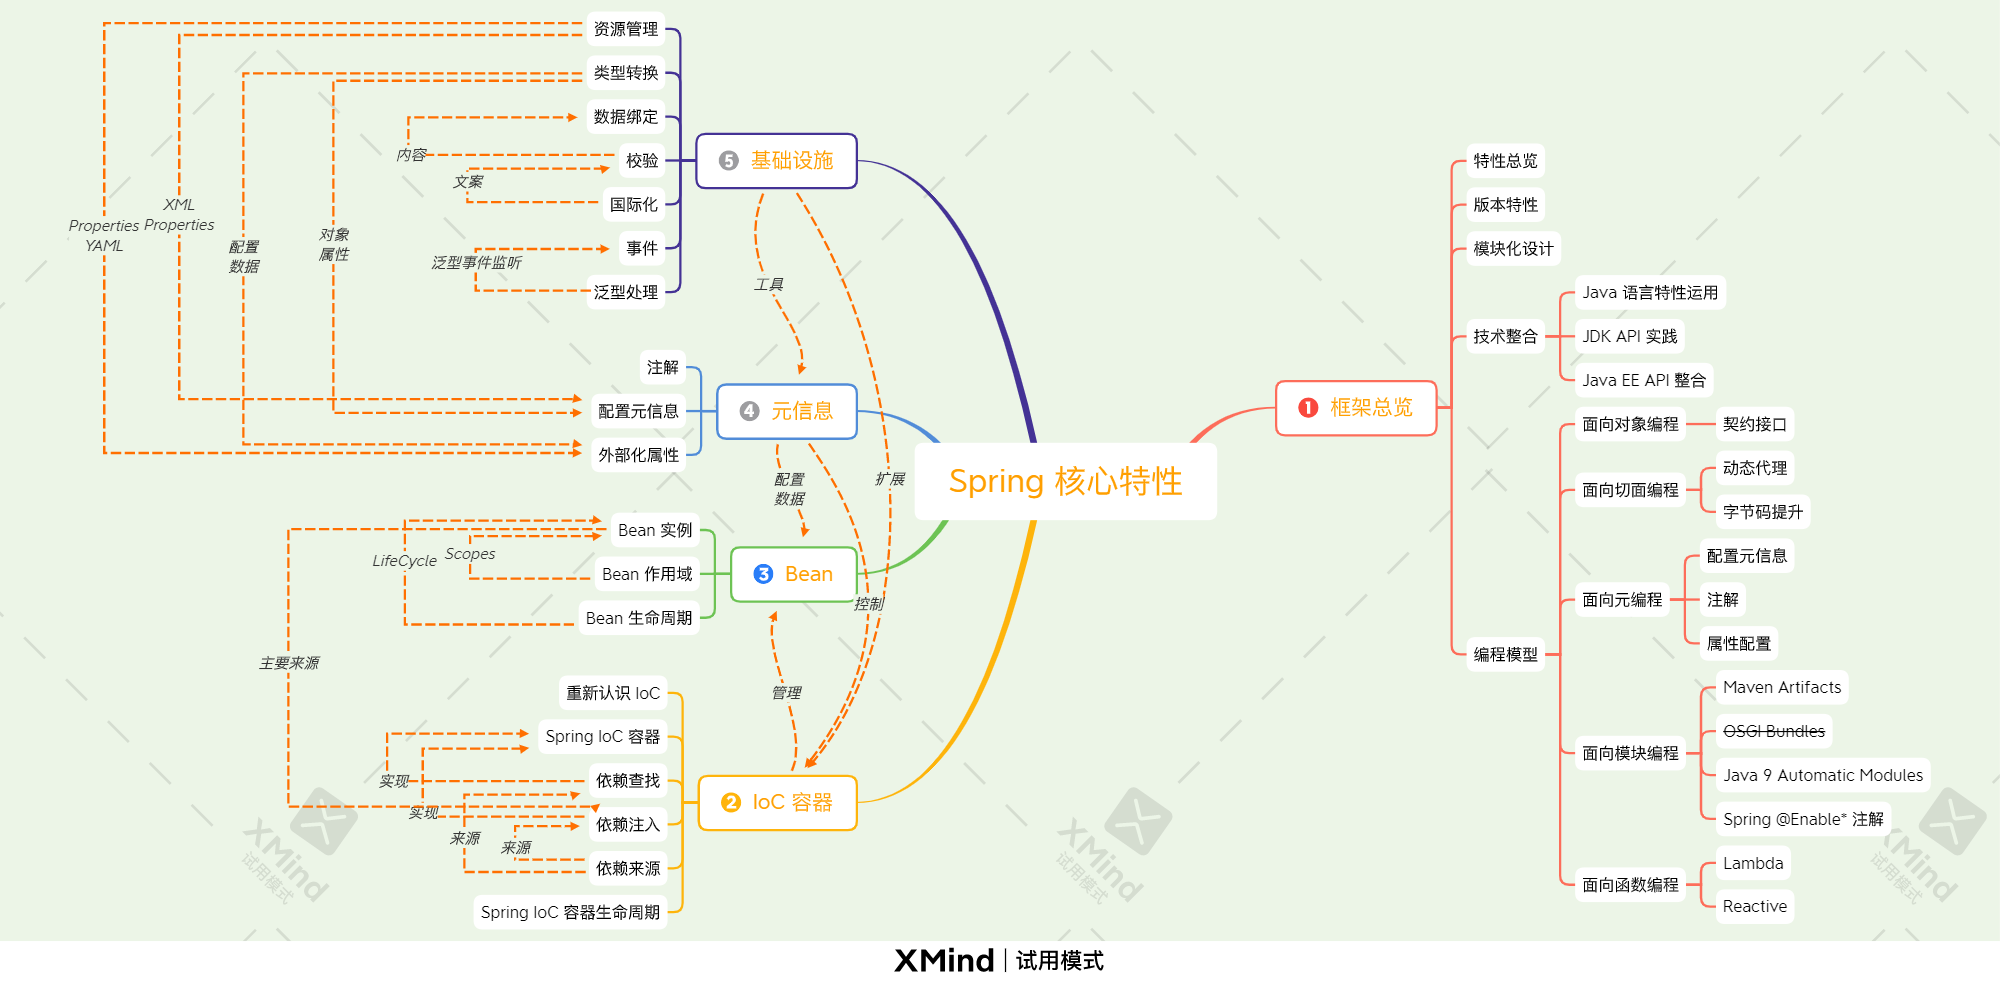 Spring 核心特性
1 框架总览
特性总览
版本特性
模块化设计
技术整合
Java 语言特性运用
JDK API 实践
Java EE API 整合
编程模型
面向对象编程
契约接口
面向切面编程
动态代理
字节码提升
面向元编程
配置元信息
注解
属性配置
面向模块编程
Maven Artifacts
OSGI Bundles
Java 9 Automatic Modules
Spring @Enable* 注解
面向函数编程
Lambda
Reactive
2 IoC 容器
重新认识 IoC
Spring IoC 容器
依赖查找
依赖注入
依赖来源
Spring IoC 容器生命周期
实现
实现
来源
来源
主要来源
管理
3 Bean
Bean 实例
Bean 作用域
Bean 生命周期
LifeCycle
Scopes
4 元信息
注解
配置元信息
外部化属性
配置
数据
控制
5 基础设施
资源管理
类型转换
数据绑定
校验
国际化
事件
泛型处理
内容
文案
泛型事件监听
工具
扩展
XML
Properties
Properties
YAML
配置
数据
对象
属性
XMind
试用模式
XMind
试用模式
XMind
试用模式
XMind | 试用模式